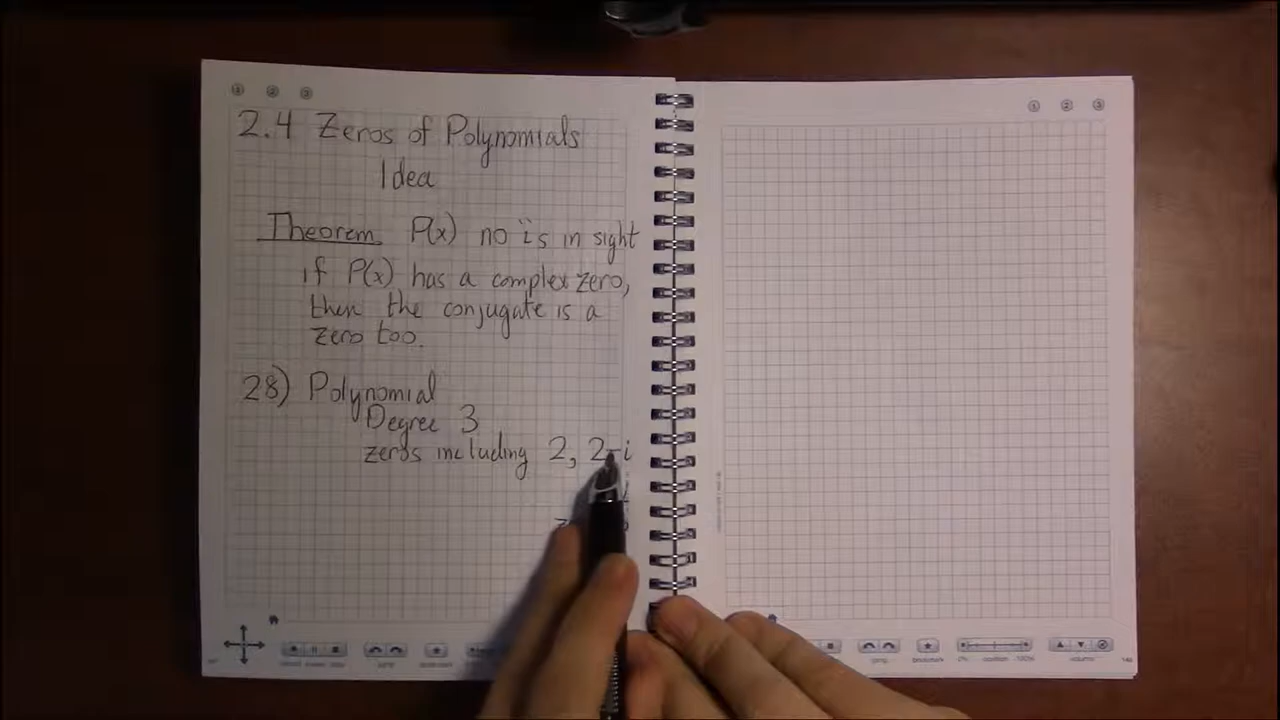 2.4 Zeros of Polynomials
Idea
Theorem P(x) no i's in sight
if P(x) has a complex zero,
then the conjugate is a
zero too.
28) Polynomial
Degree 3
zeros including 2, 2-i